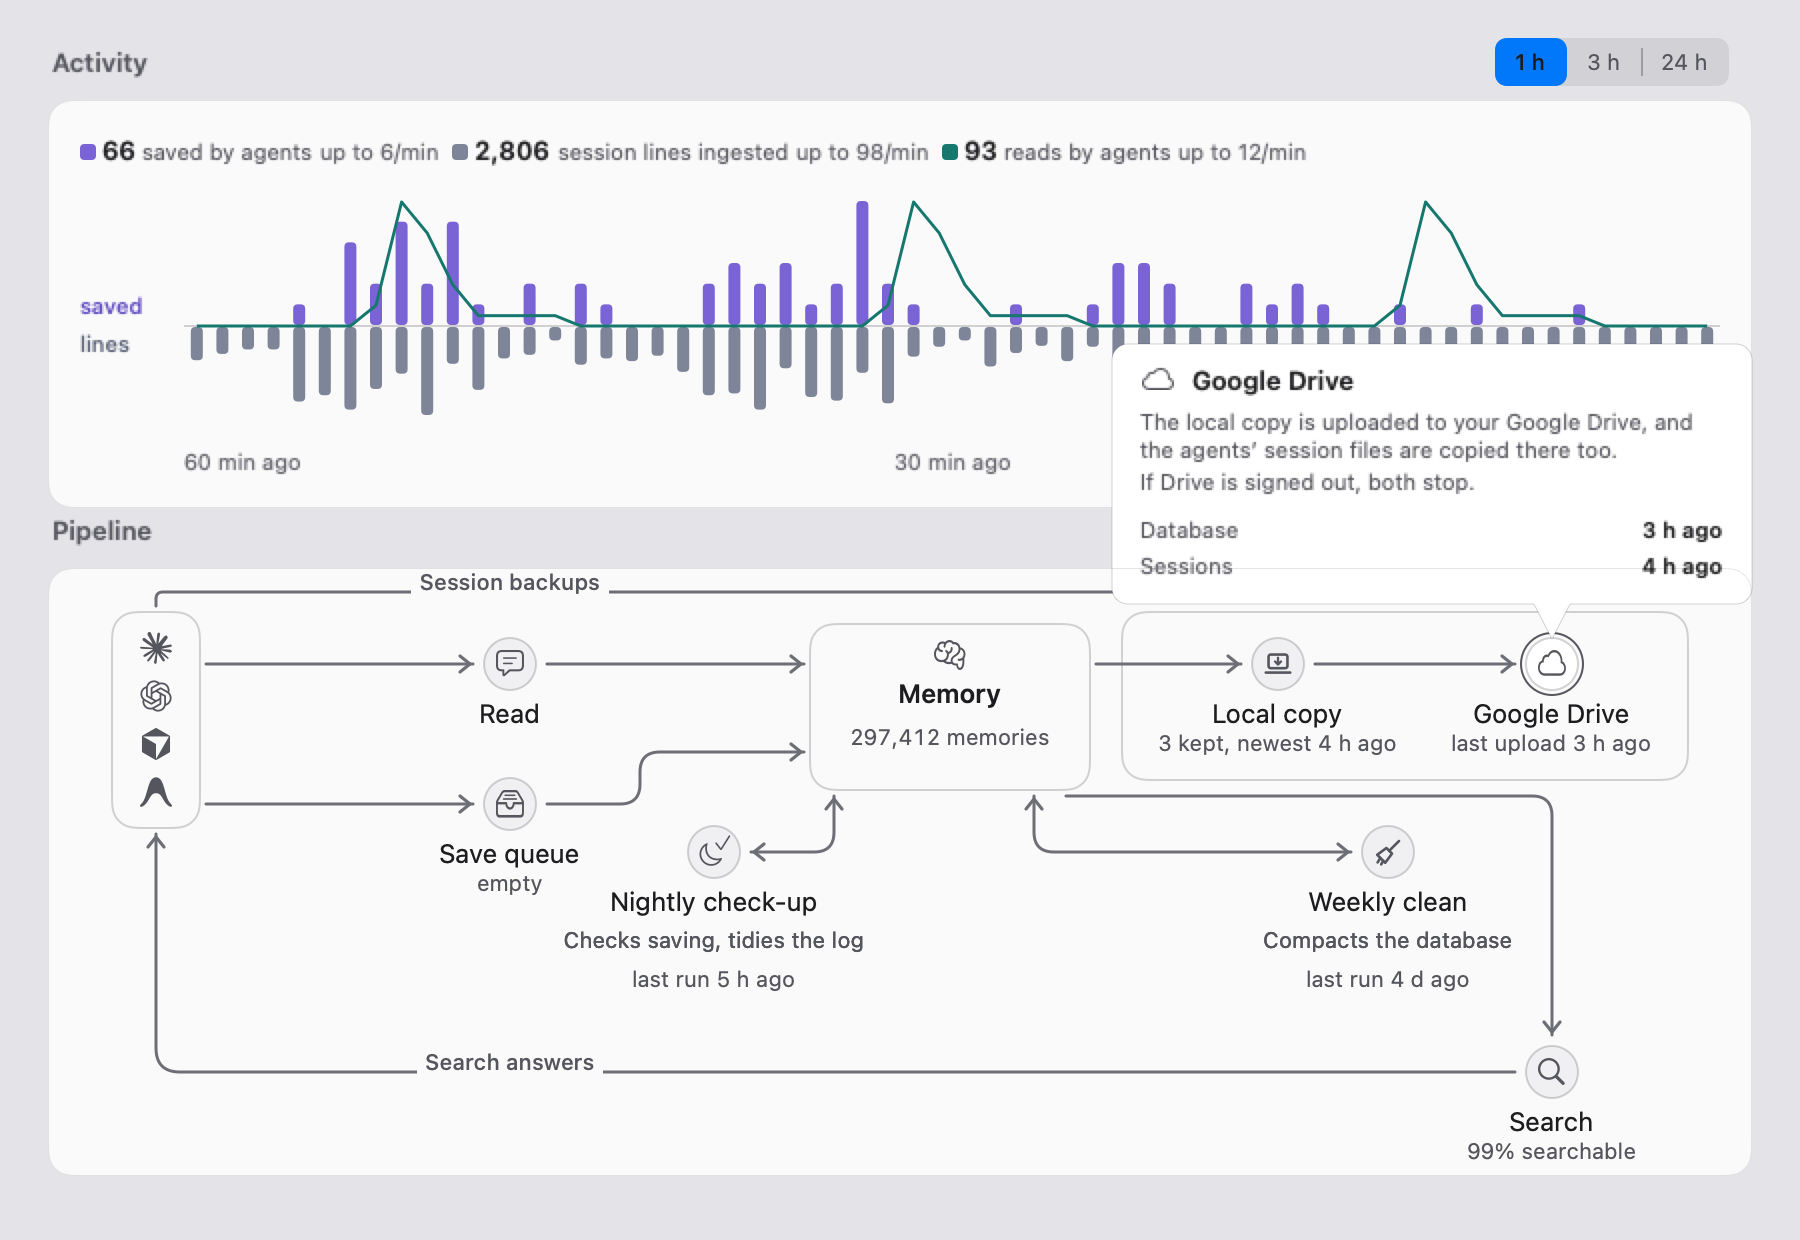 Activity
1 h
3 h
24 h
66 saved by agents up to 6/min
2,806 session lines ingested up to 98/min
93 reads by agents up to 12/min
saved
lines
60 min ago
30 min ago
Google Drive
The local copy is uploaded to your Google Drive, and
the agents’ session files are copied there too.
If Drive is signed out, both stop.
Database 3 h ago
Sessions 4 h ago
Pipeline
Session backups
Read
Memory
297,412 memories
Local copy
3 kept, newest 4 h ago
Google Drive
last upload 3 h ago
Save queue
empty
Nightly check-up
Checks saving, tidies the log
last run 5 h ago
Weekly clean
Compacts the database
last run 4 d ago
Search answers
Search
99% searchable